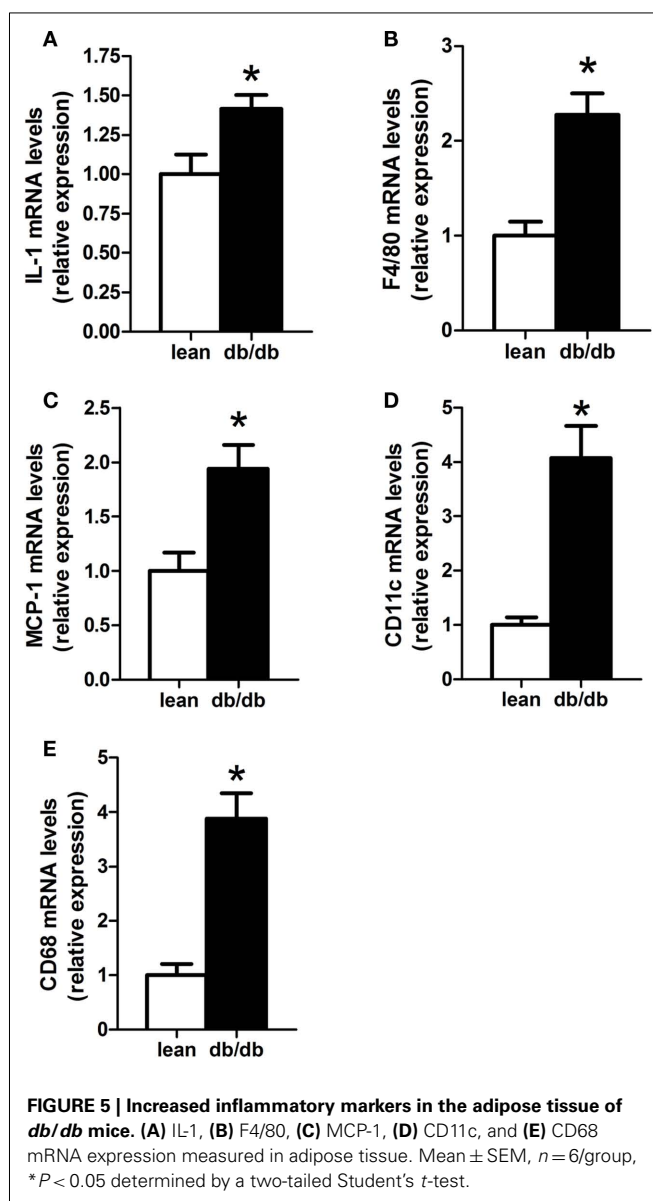 A
IL-1 mRNA levels
(relative expression)
1.75
1.50
1.25
1.00
0.75
0.50
0.25
0.00
*
lean db/db
B
F4/80 mRNA levels
(relative expression)
3
2
1
0
*
lean db/db
C
MCP-1 mRNA levels
(relative expression)
2.5
2.0
1.5
1.0
0.5
0.0
*
lean db/db
D
CD11c mRNA levels
(relative expression)
5
4
3
2
1
0
*
lean db/db
E
CD68 mRNA levels
(relative expression)
5
4
3
2
1
0
*
lean db/db
FIGURE 5 | Increased inflammatory markers in the adipose tissue of
db/db mice. (A) IL-1, (B) F4/80, (C) MCP-1, (D) CD11c, and (E) CD68
mRNA expression measured in adipose tissue. Mean ± SEM, n = 6/group,
*P < 0.05 determined by a two-tailed Student's t-test.